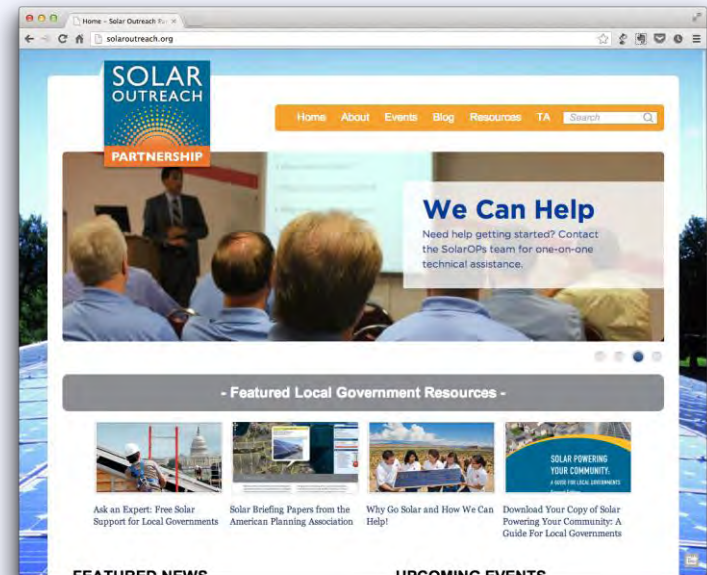 Home - Solar Outreach
solaroutreach.org
SOLAR
OUTREACH
PARTNERSHIP
Home About Events Blog Resources TA Search
We Can Help
Need help getting started? Contact
the SolarOPs team for one-on-one
technical assistance.
- Featured Local Government Resources -
SOLAR POWERING
YOUR COMMUNITY:
A GUIDE FOR LOCAL GOVERNMENTS
Ask an Expert: Free Solar
Support for Local Governments
Solar Briefing Papers from the
American Planning Association
Why Go Solar and How We Can
Help!
Download Your Copy of Solar
Powering Your Community: A
Guide For Local Governments
FEATURED NEWS
UPCOMING EVENTS